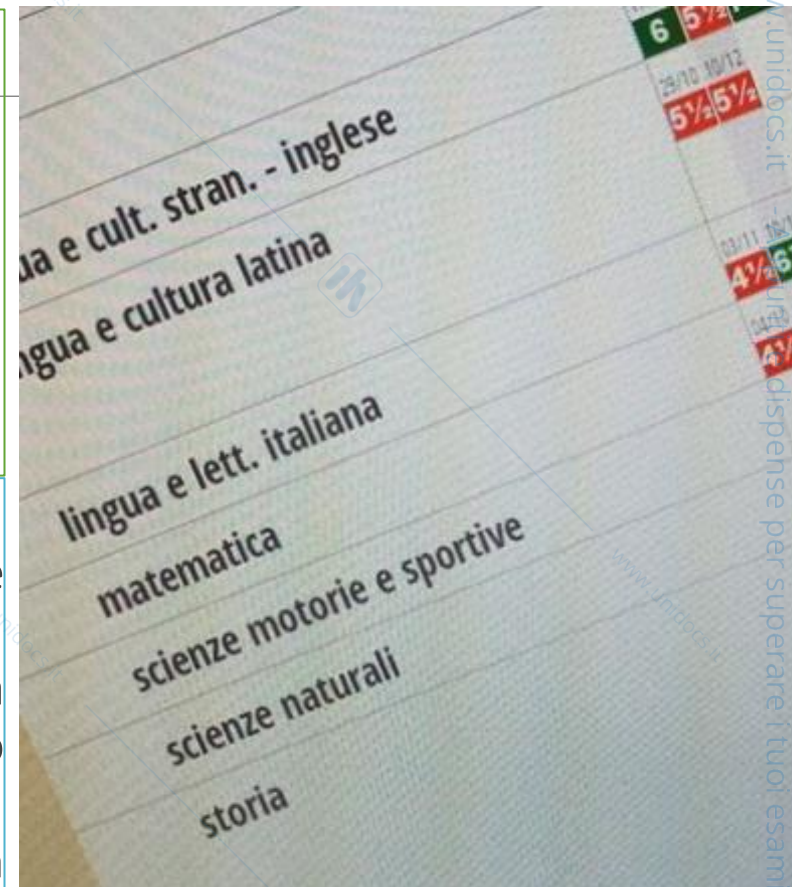 6 5½
ua e cult. stran. - inglese
29/10 10/12
5½ 5½
ngua e cultura latina
03/11
4½ 6
lingua e lett. italiana
matematica
scienze motorie e sportive
scienze naturali
storia
.unidocs.it - dispense per superare i tuoi esami